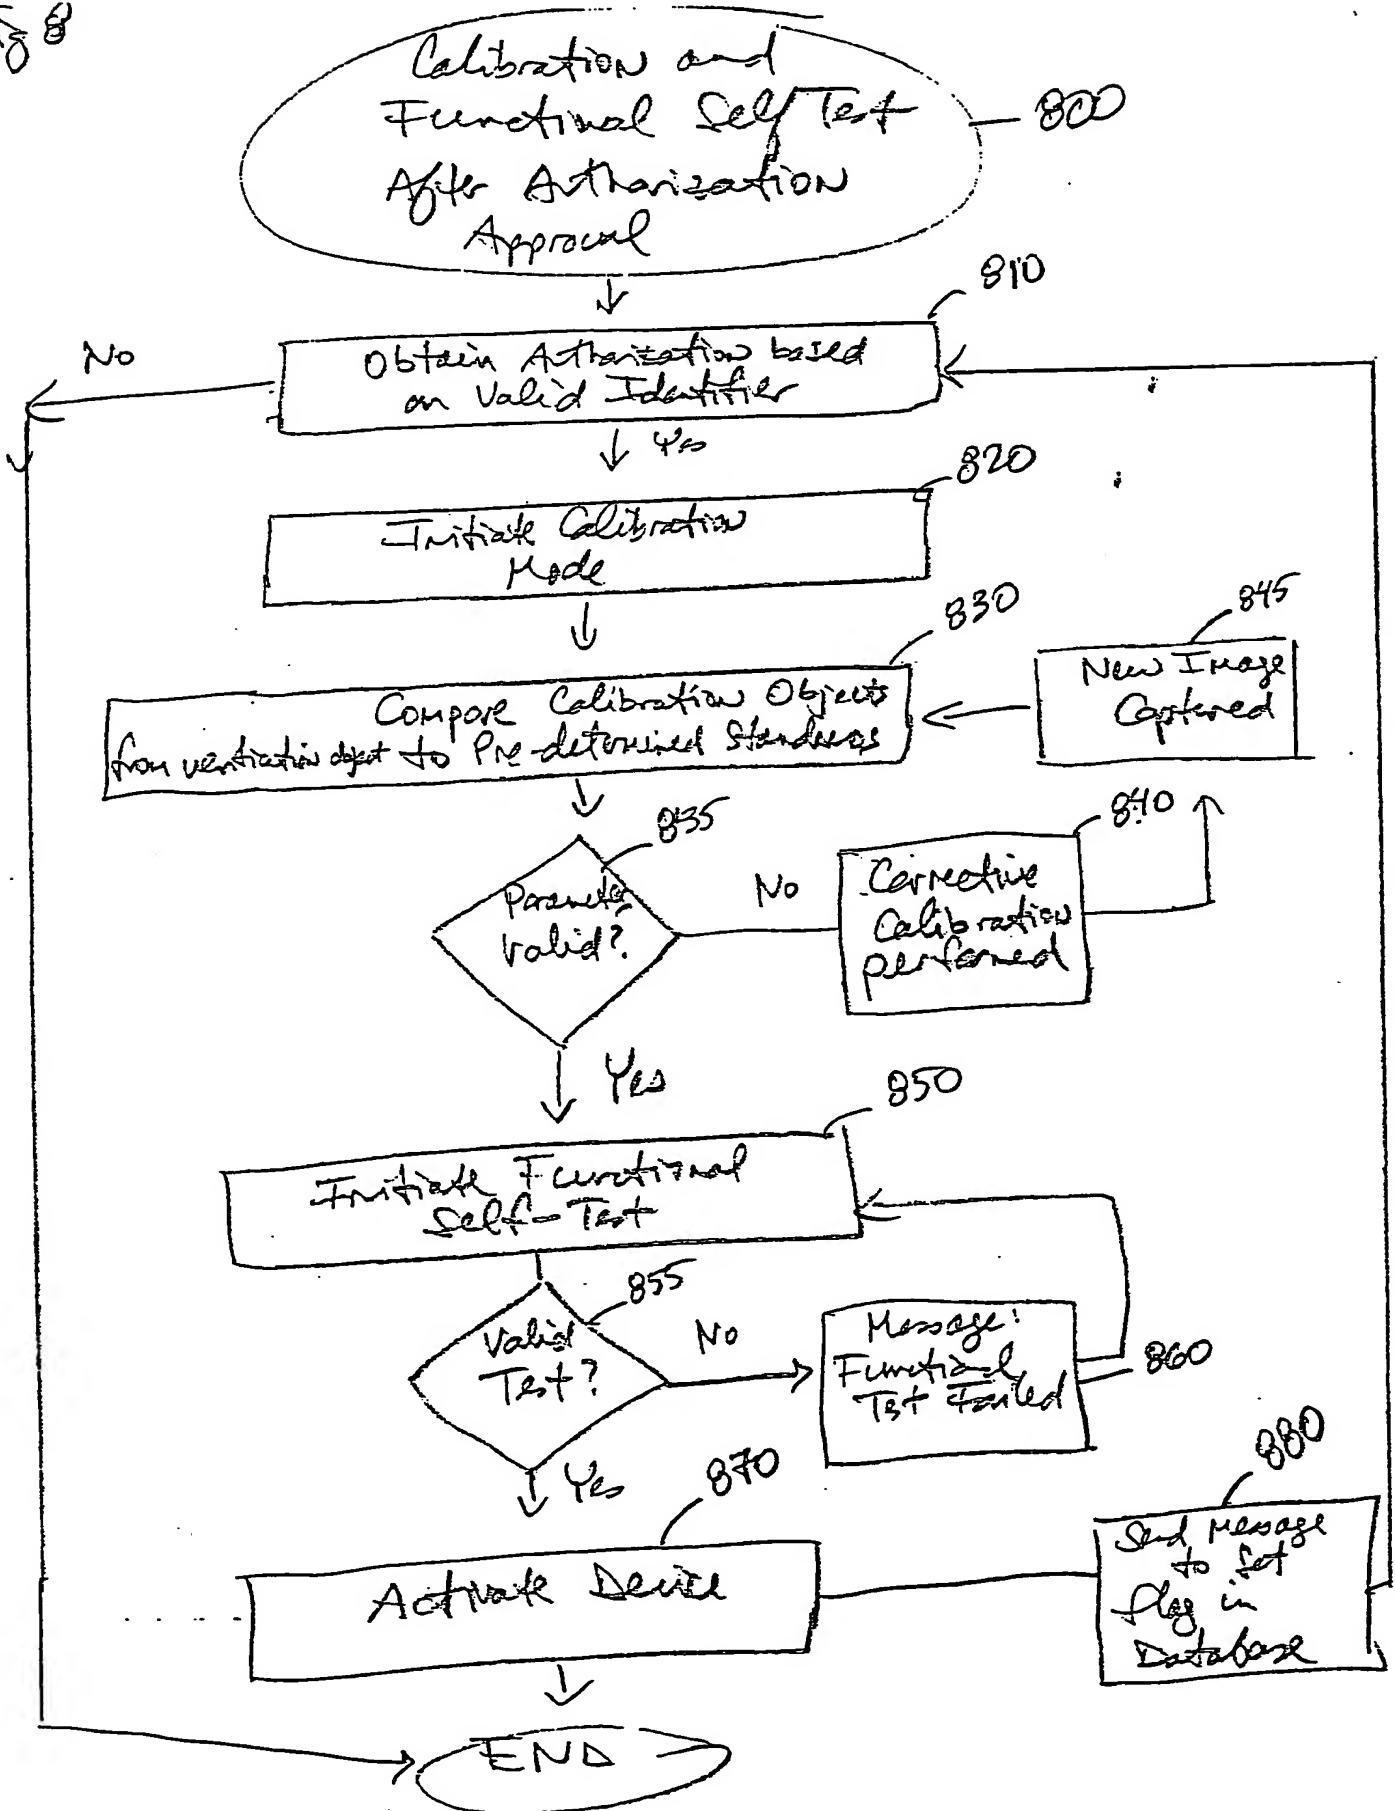 Fig 8
Calibration and
Functional Self Test
After Authorization
Approval
800
810
No
Obtain Authorization based
on Valid Identifier
Yes
820
Initiate Calibration
Mode
830
845
New Image
Captured
Compare Calibration Objects
from verification object to Pre-determined Standards
835
840
Parameter
Valid?
No
Corrective
Calibration
performed
Yes
850
Initiate Functional
Self-Test
855
Valid
Test?
No
Message:
Functional
Test Failed
860
Yes
870
880
Activate Device
Send Message
to Set
flag in
Database
END